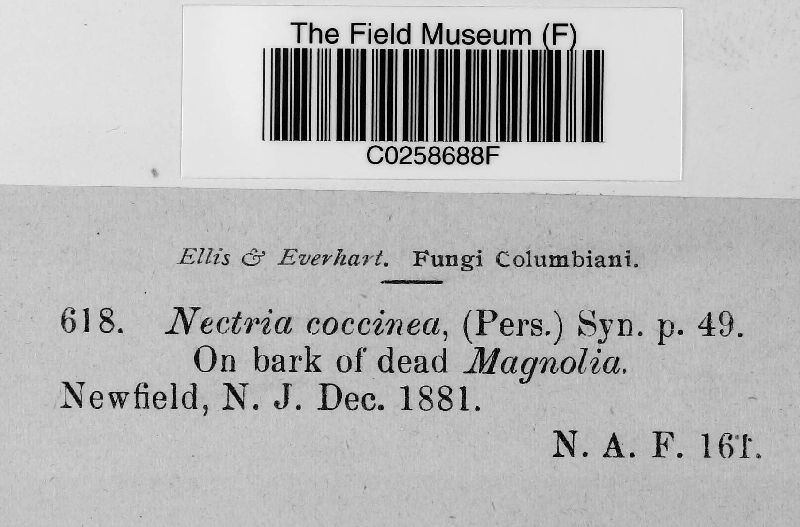 The Field Museum (F)
C0258688F
Ellis & Everhart. Fungi Columbiani.
618. Nectria coccinea, (Pers.) Syn. p. 49.
On bark of dead Magnolia.
Newfield, N. J. Dec. 1881.
N. A. F. 161.